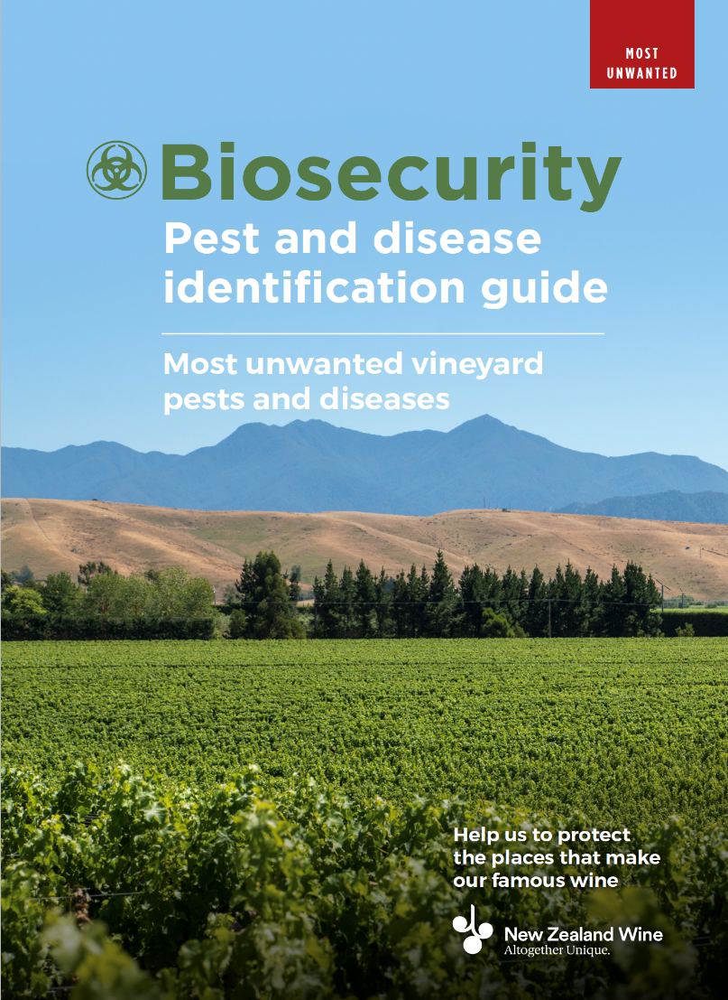 MOST
UNWANTED
Biosecurity
Pest and disease
identification guide
Most unwanted vineyard
pests and diseases
Help us to protect
the places that make
our famous wine
New Zealand Wine
Altogether Unique.